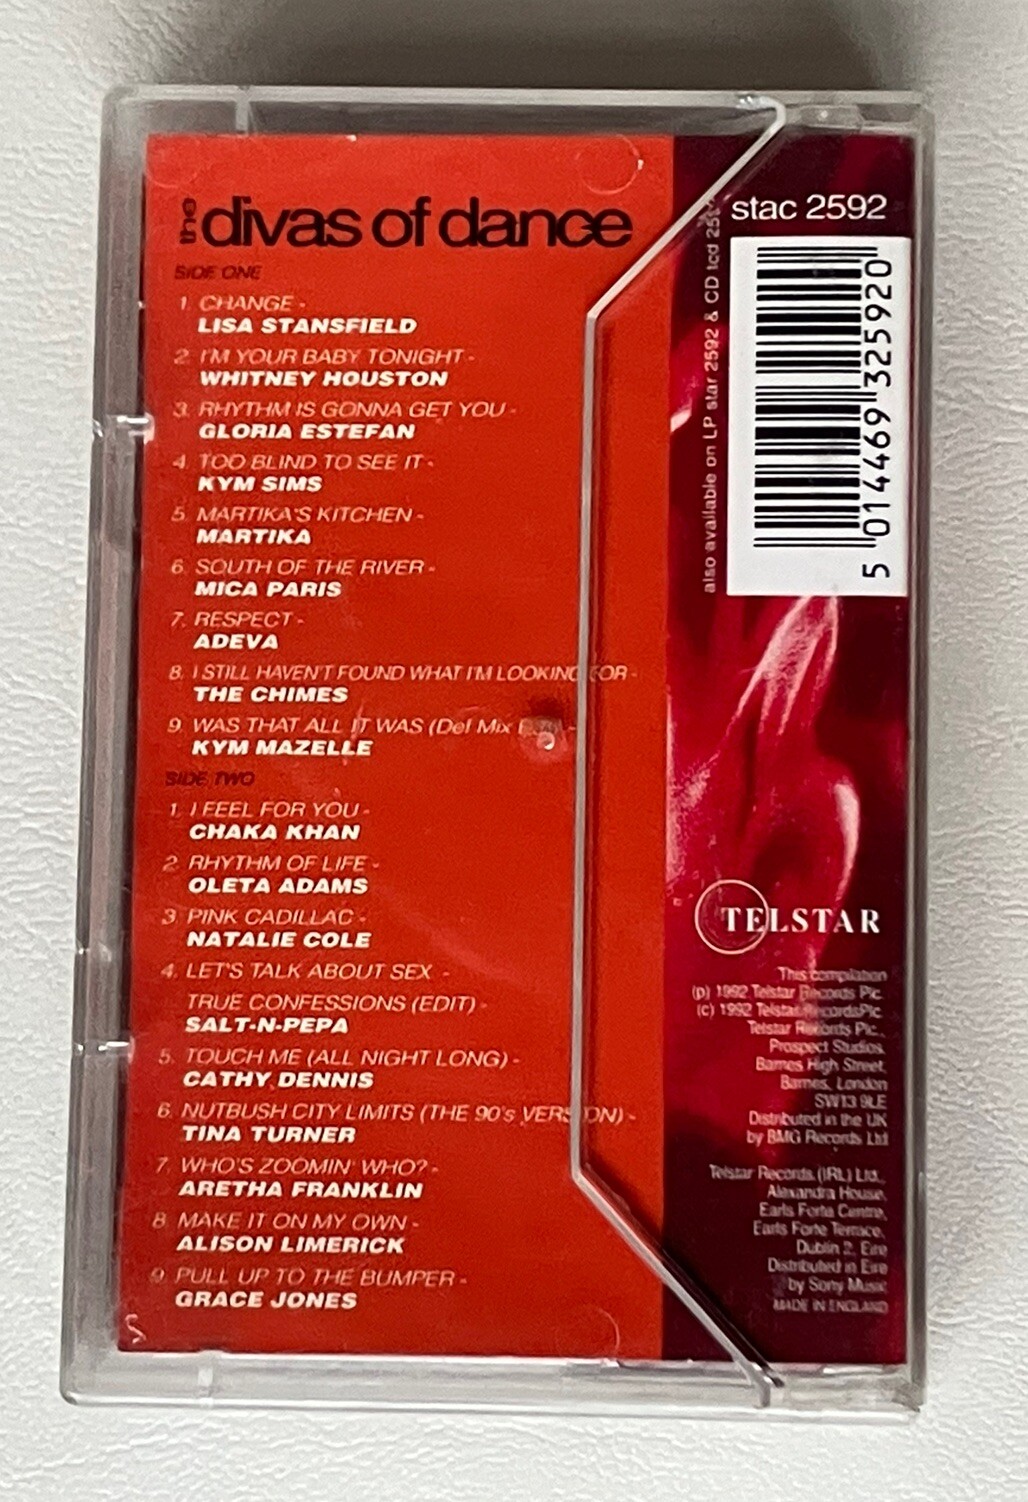 the divas of dance
SIDE ONE
1. CHANGE -
LISA STANSFIELD
2. I'M YOUR BABY TONIGHT -
WHITNEY HOUSTON
3. RHYTHM IS GONNA GET YOU -
GLORIA ESTEFAN
4. TOO BLIND TO SEE IT -
KYM SIMS
5. MARTIKA'S KITCHEN -
MARTIKA
6. SOUTH OF THE RIVER -
MICA PARIS
7. RESPECT -
ADEVA
8. I STILL HAVEN'T FOUND WHAT I'M LOOKING FOR -
THE CHIMES
9. WAS THAT ALL IT WAS (Def Mix -
KYM MAZELLE
SIDE TWO
1. I FEEL FOR YOU -
CHAKA KHAN
2. RHYTHM OF LIFE -
OLETA ADAMS
3. PINK CADILLAC -
NATALIE COLE
4. LET'S TALK ABOUT SEX -
TRUE CONFESSIONS (EDIT) -
SALT-N-PEPA
5. TOUCH ME (ALL NIGHT LONG) -
CATHY DENNIS
6. NUTBUSH CITY LIMITS (THE 90's VERSION) -
TINA TURNER
7. WHO'S ZOOMIN' WHO? -
ARETHA FRANKLIN
8. MAKE IT ON MY OWN -
ALISON LIMERICK
9. PULL UP TO THE BUMPER -
GRACE JONES
stac 2592
also available on LP star 2592 & CD tcd
5 014469 325920
TELSTAR
This compilation
(p) 1992 Telstar Records Plc.
(c) 1992 Telstar RecordsPlc.
Telstar Records Plc.,
Prospect Studios,
Barnes High Street,
Barnes, London
SW13 9LE
Distributed in the UK
by BMG Records Ltd
Telstar Records (IRL) Ltd.,
Alexandra House,
Earls Forte Centre,
Earls Forte Terrace,
Dublin 2, Eire
Distributed in Eire
by Sony Music
MADE IN ENGLAND